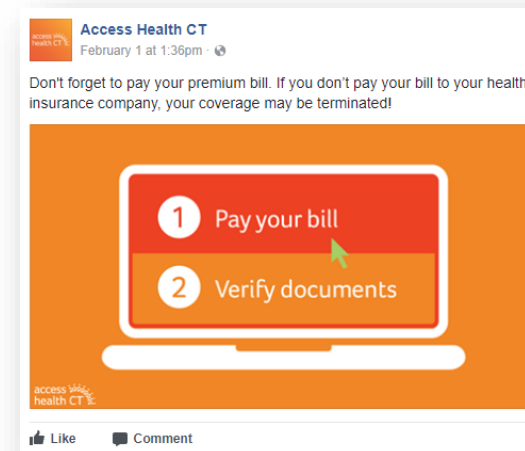 access
health CT
Access Health CT
February 1 at 1:36pm ·
Don't forget to pay your premium bill. If you don't pay your bill to your health
insurance company, your coverage may be terminated!
1 Pay your bill
2 Verify documents
access
health CT
Like Comment